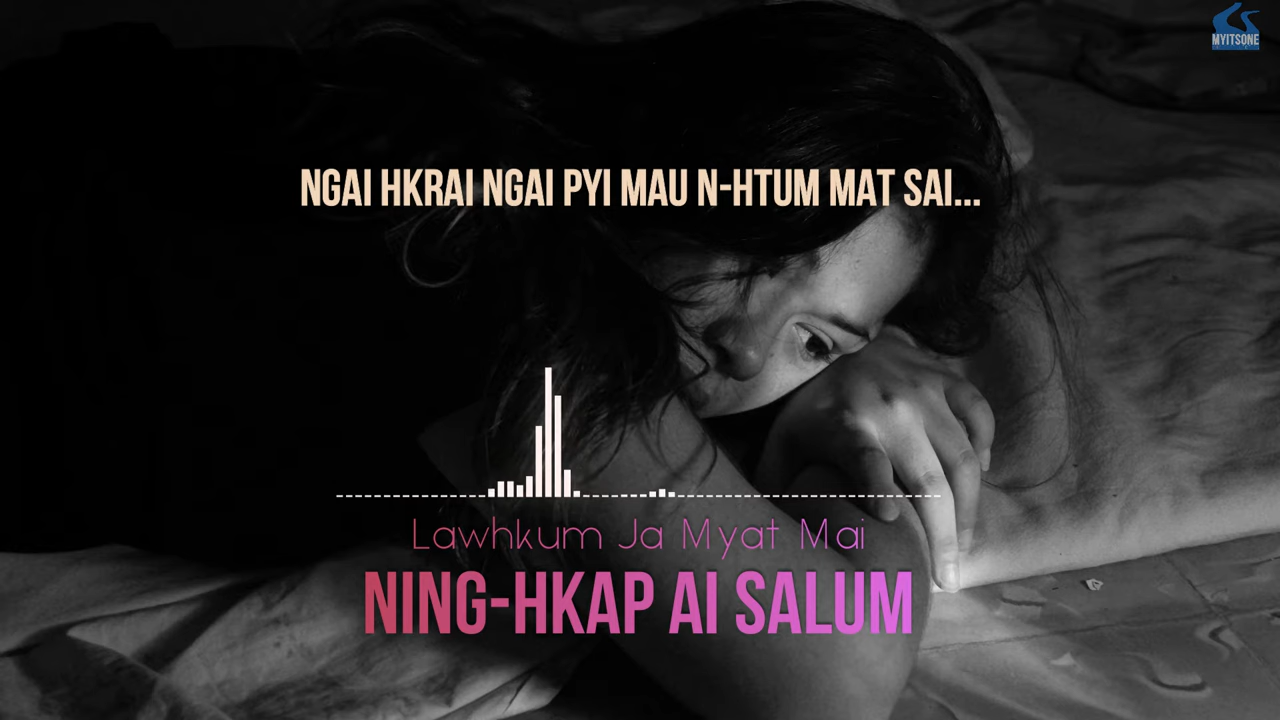 MYITSONE
NGAI HKRAI NGAI PYI MAU N-HTUM MAT SAI...
Lawhkum Ja Myat Mai
NING-HKAP AI SALUM